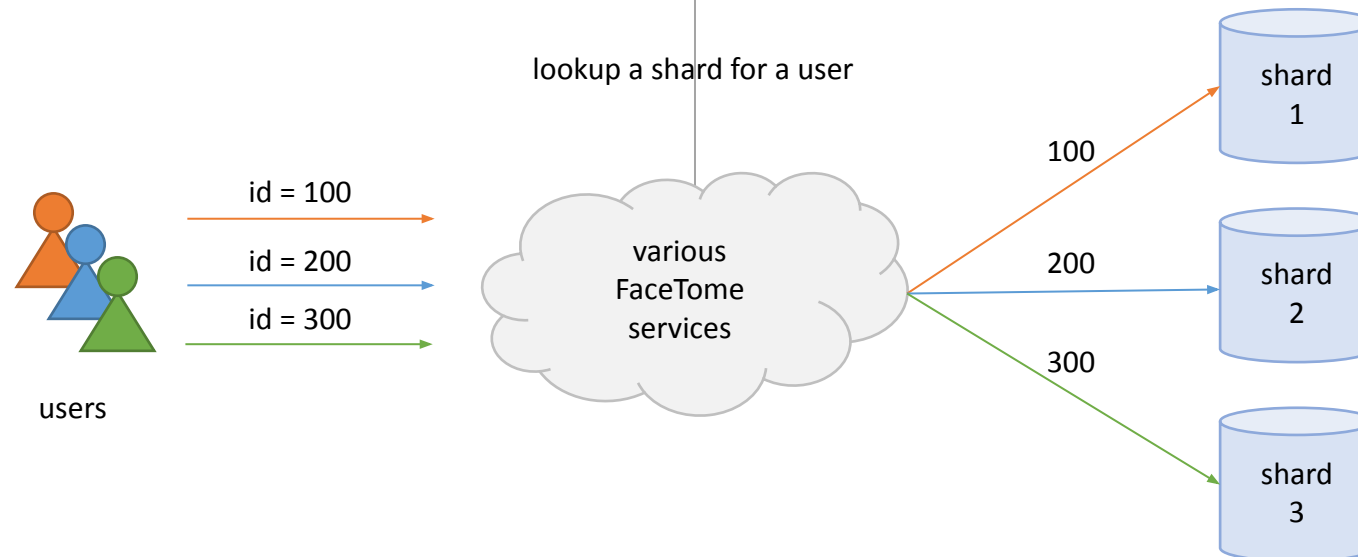 lookup a shard for a user
shard
1
100
id = 100
various
FaceTome
services
id = 200
200
shard
2
id = 300
300
users
shard
3